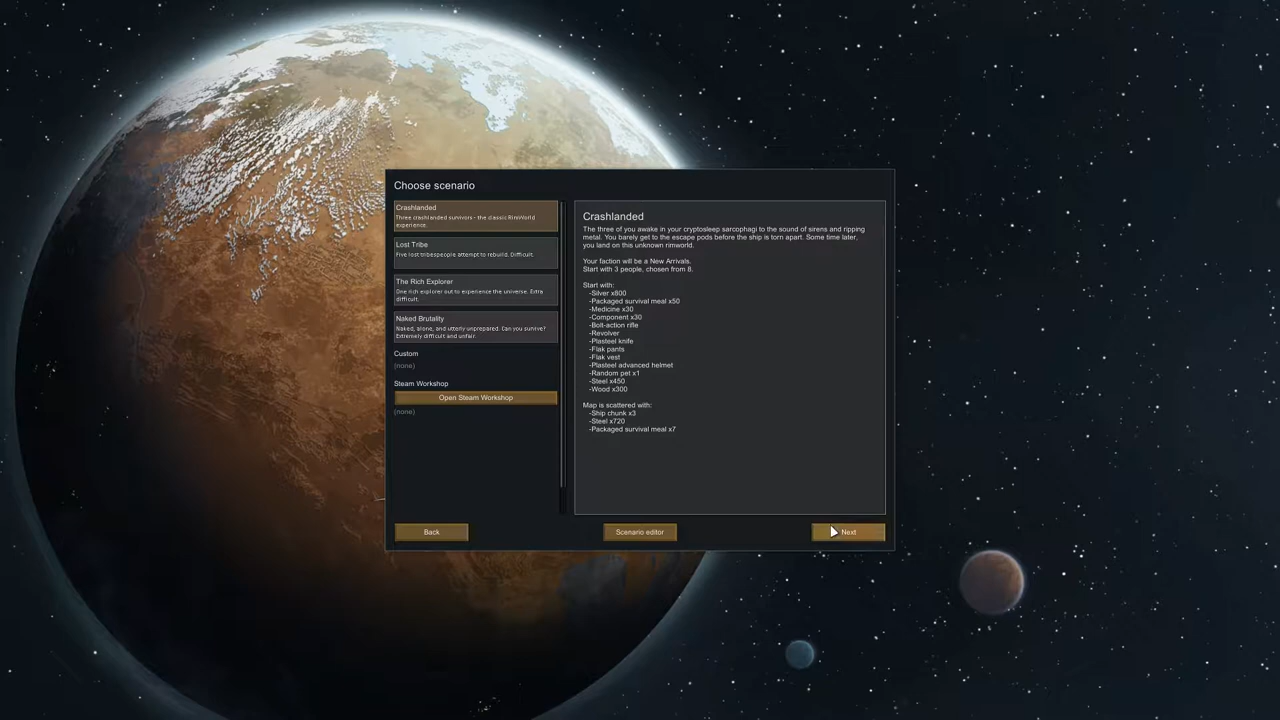 Choose scenario
Crashlanded
Three crashlanded survivors - the classic RimWorld
experience.
Lost Tribe
Five lost tribespeople attempt to rebuild. Difficult.
The Rich Explorer
One rich explorer out to experience the universe. Extra
difficult.
Naked Brutality
Naked, alone, and utterly unprepared. Can you survive?
Extremely difficult and unfair.
Custom
(none)
Steam Workshop
Open Steam Workshop
(none)
Crashlanded
The three of you awake in your cryptosleep sarcophagi to the sound of sirens and ripping
metal. You barely get to the escape pods before the ship is torn apart. Some time later,
you land on this unknown rimworld.
Your faction will be a New Arrivals.
Start with 3 people, chosen from 8.
Start with:
-Silver x800
-Packaged survival meal x50
-Medicine x30
-Component x30
-Bolt-action rifle
-Revolver
-Plasteel knife
-Flak pants
-Flak vest
-Plasteel advanced helmet
-Random pet x1
-Steel x450
-Wood x300
Map is scattered with:
-Ship chunk x3
-Steel x720
-Packaged survival meal x7
Back
Scenario editor
Next